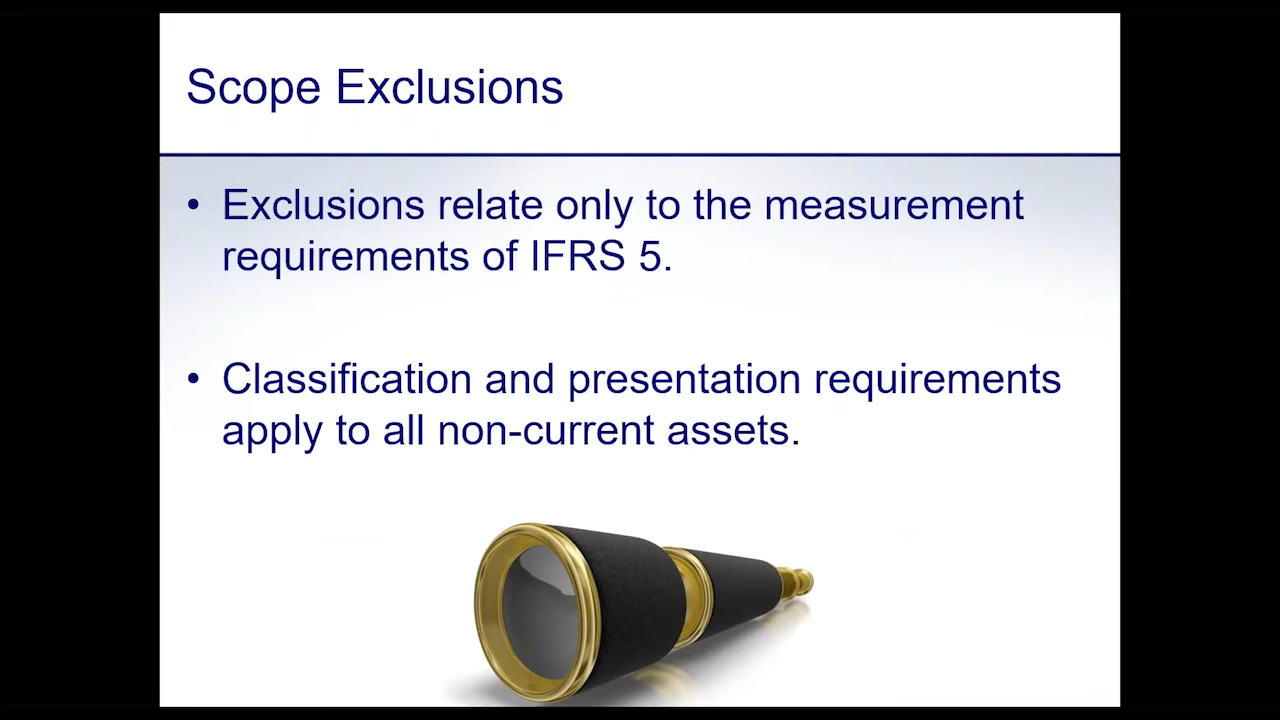 Scope Exclusions
• Exclusions relate only to the measurement
requirements of IFRS 5.
• Classification and presentation requirements
apply to all non-current assets.